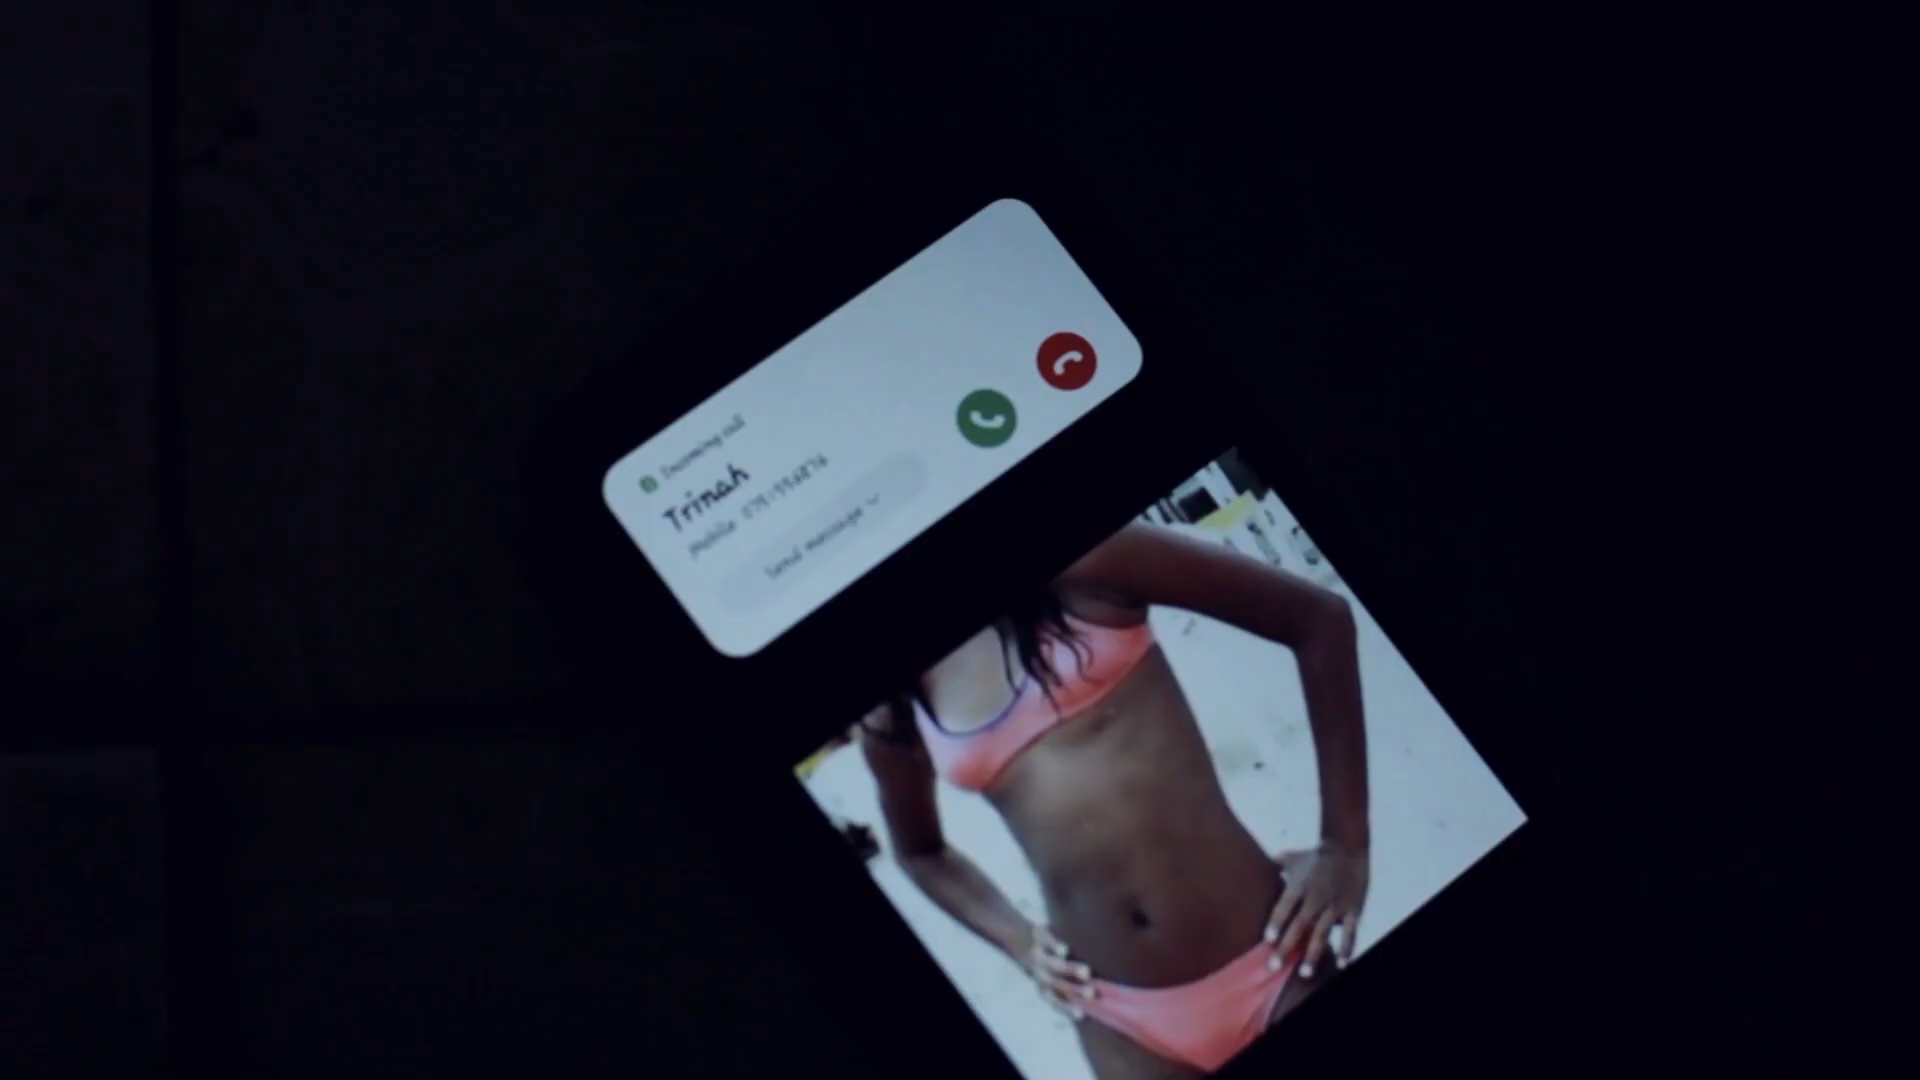 Incoming call
Trinah
Send message